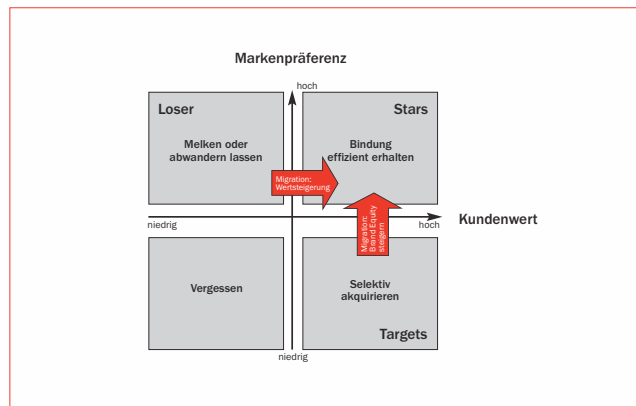 Markenpräferenz
hoch
Loser
Stars
Melken oder
abwandern lassen
Bindung
effizient erhalten
Migration:
Wertsteigerung
Migration:
Brand Equity
steigern
niedrig
hoch
Kundenwert
Vergessen
Selektiv
akquirieren
Targets
niedrig